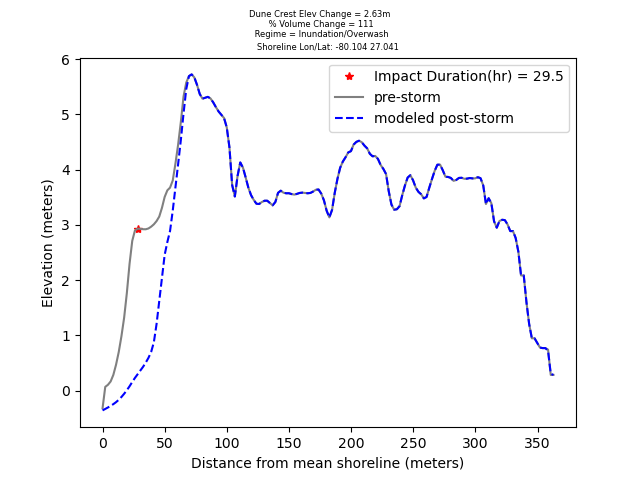 Dune Crest Elev Change = 2.63m
% Volume Change = 111
Regime = Inundation/Overwash
Shoreline Lon/Lat: -80.104 27.041
Impact Duration(hr) = 29.5
pre-storm
modeled post-storm
Elevation (meters)
6
5
4
3
2
1
0
0 50 100 150 200 250 300 350
Distance from mean shoreline (meters)